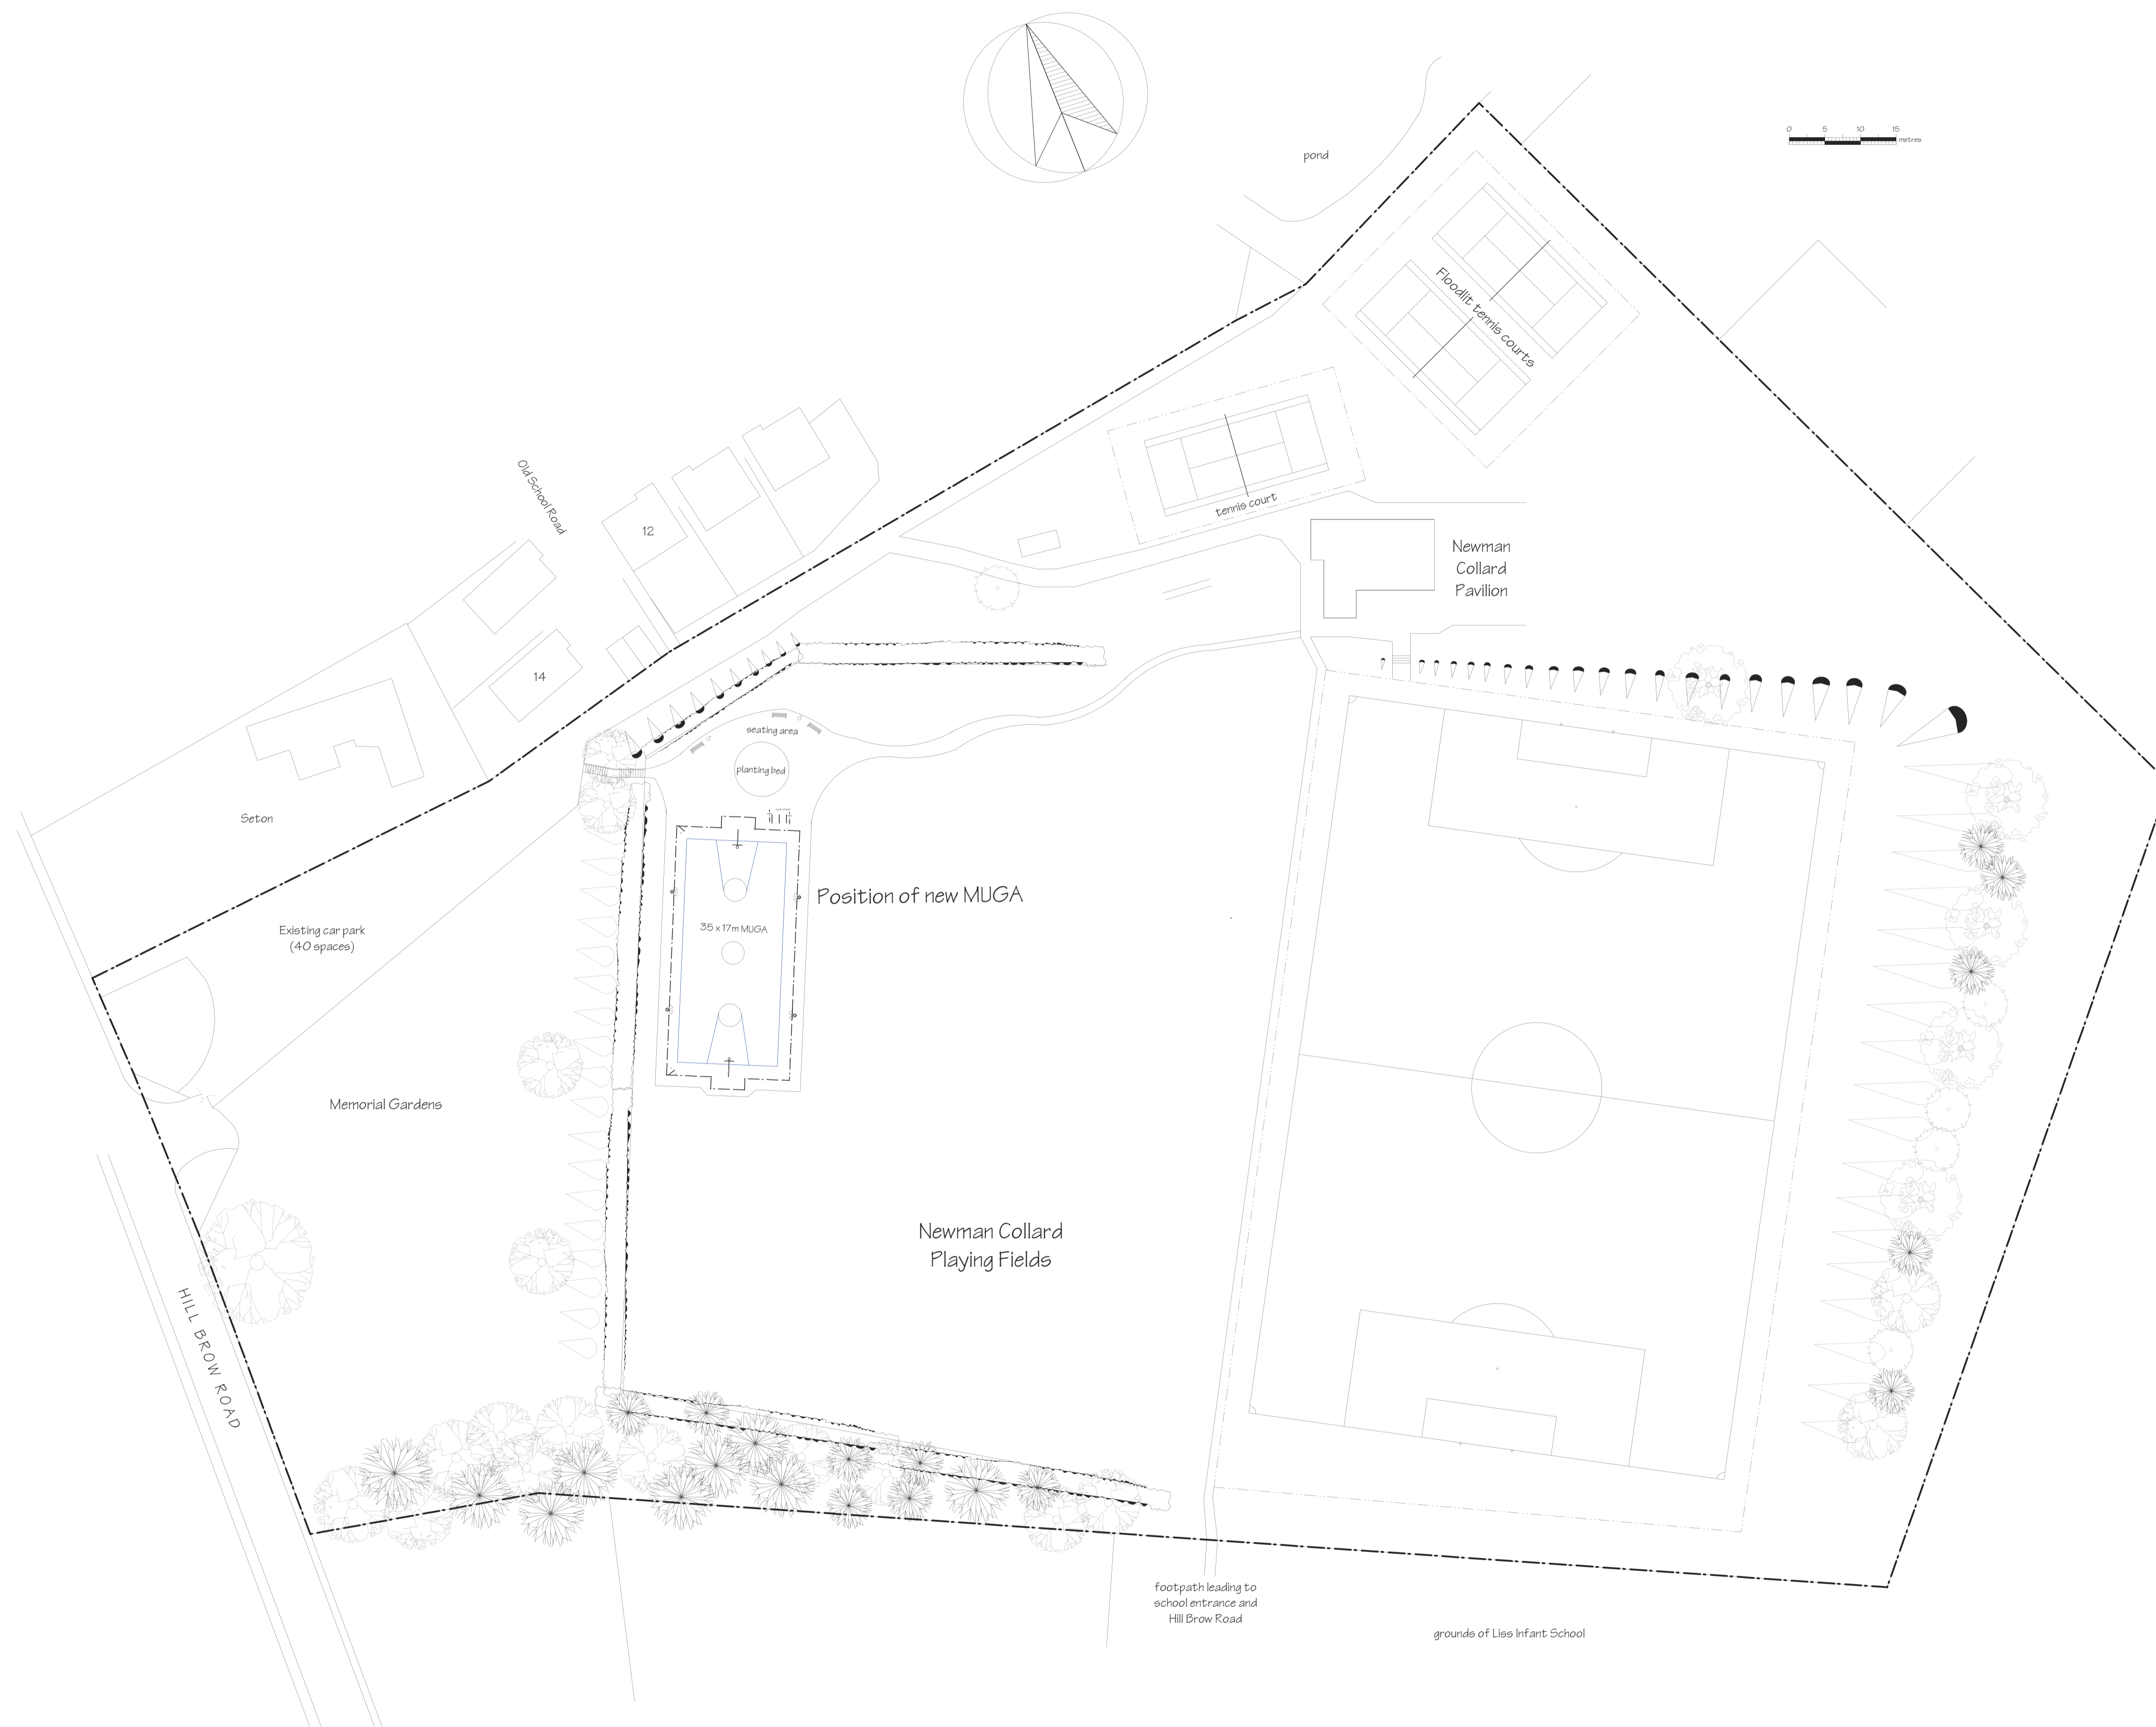 pond
0 5 10 15
metres
Floodlit tennis courts
tennis court
Old School Road
12
Newman
Collard
Pavilion
14
seating area
planting bed
Seton
Position of new MUGA
35 x 17m MUGA
Existing car park
(40 spaces)
Memorial Gardens
Newman Collard
Playing Fields
HILL BROW ROAD
footpath leading to
school entrance and
Hill Brow Road
grounds of Liss Infant School